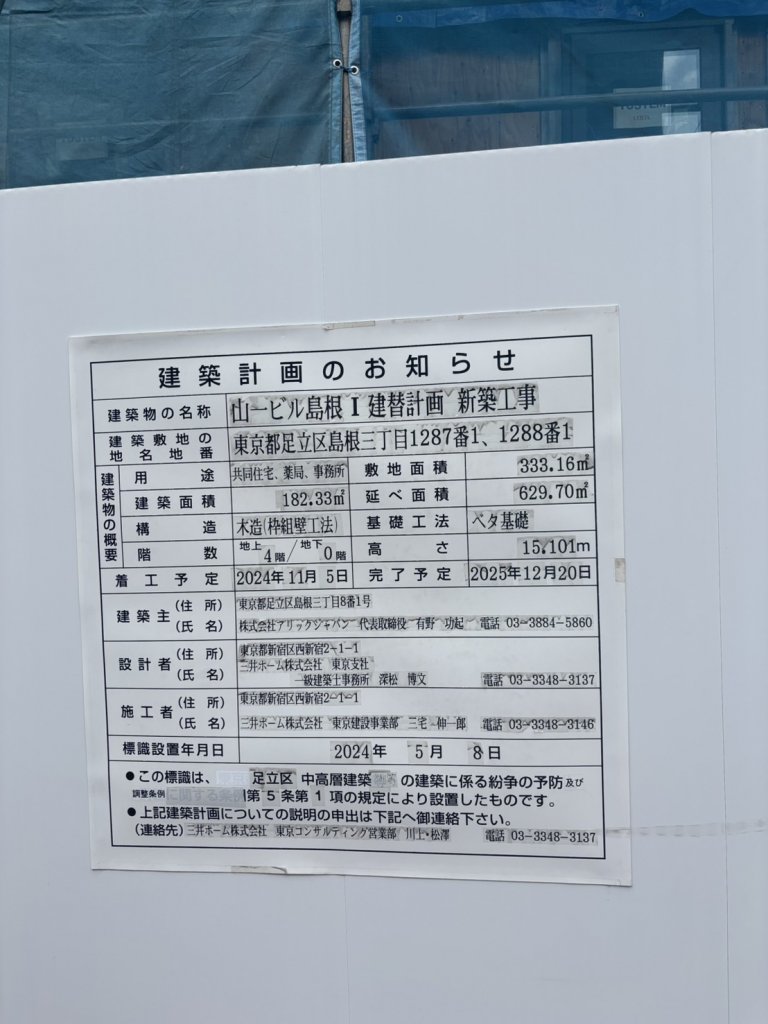 TOSTEM
建築計画のお知らせ
建築物の名称 山一ビル島根Ⅰ建替計画 新築工事
建築敷地の地名地番 東京都足立区島根三丁目1287番1、1288番1
建築物の概要
用途 共同住宅、薬局、事務所 敷地面積 333.16㎡
建築面積 182.33㎡ 延べ面積 629.70㎡
構造 木造(枠組壁工法) 基礎工法 ベタ基礎
階数 地上4階/地下0階 高さ 15.101m
着工予定 2024年11月5日 完了予定 2025年12月20日
建築主 (住所) 東京都足立区島根三丁目8番1号
(氏名) 株式会社アリックジャパン 代表取締役 有野 功起 電話 03-3884-5860
設計者 (住所) 東京都新宿区西新宿2-1-1
三井ホーム株式会社 東京支社
(氏名) 一級建築士事務所 深松 博文 電話 03-3348-3137
施工者 (住所) 東京都新宿区西新宿2-1-1
(氏名) 三井ホーム株式会社 東京建設事業部 三宅 伸一郎 電話 03-3348-3146
標識設置年月日 2024年 5月 8日
●この標識は、 足立区 中高層建築 の建築に係る紛争の予防及び
調整条例 に関する条例 第5条第1項の規定により設置したものです。
●上記建築計画についての説明の申出は下記へ御連絡下さい。
(連絡先) 三井ホーム株式会社 東京コンサルティング営業部 川上・松澤 電話 03-3348-3137